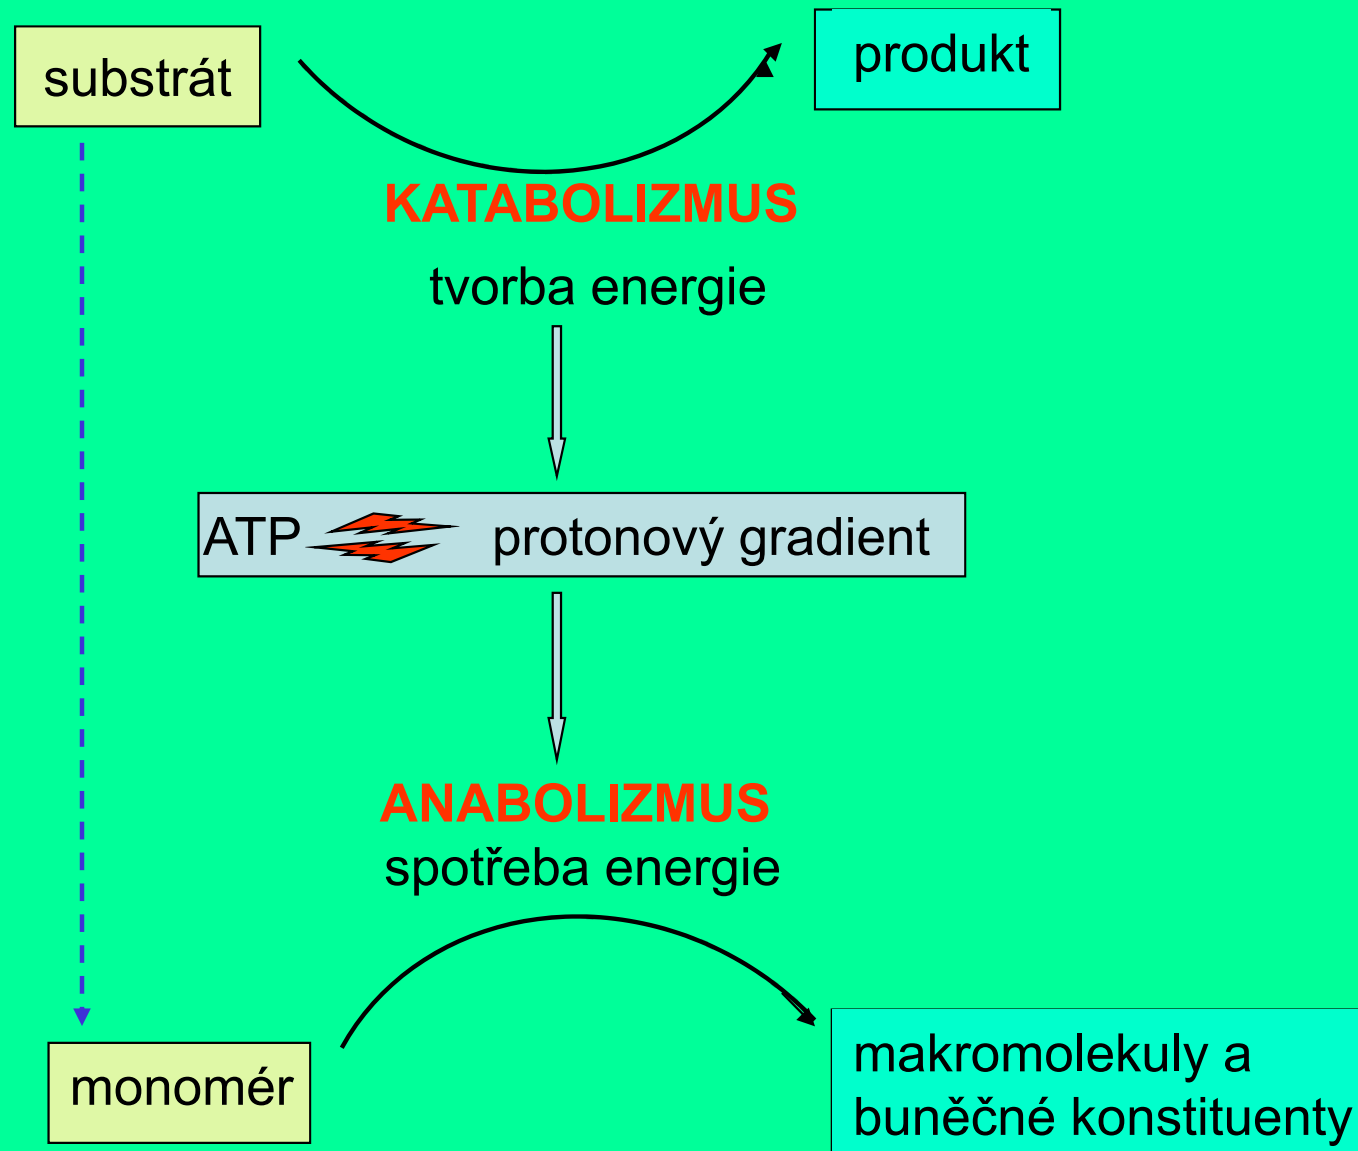 substrát
produkt
KATABOLIZMUS
tvorba energie
ATP protonový gradient
ANABOLIZMUS
spotřeba energie
monomér
makromolekuly a
buněčné konstituenty